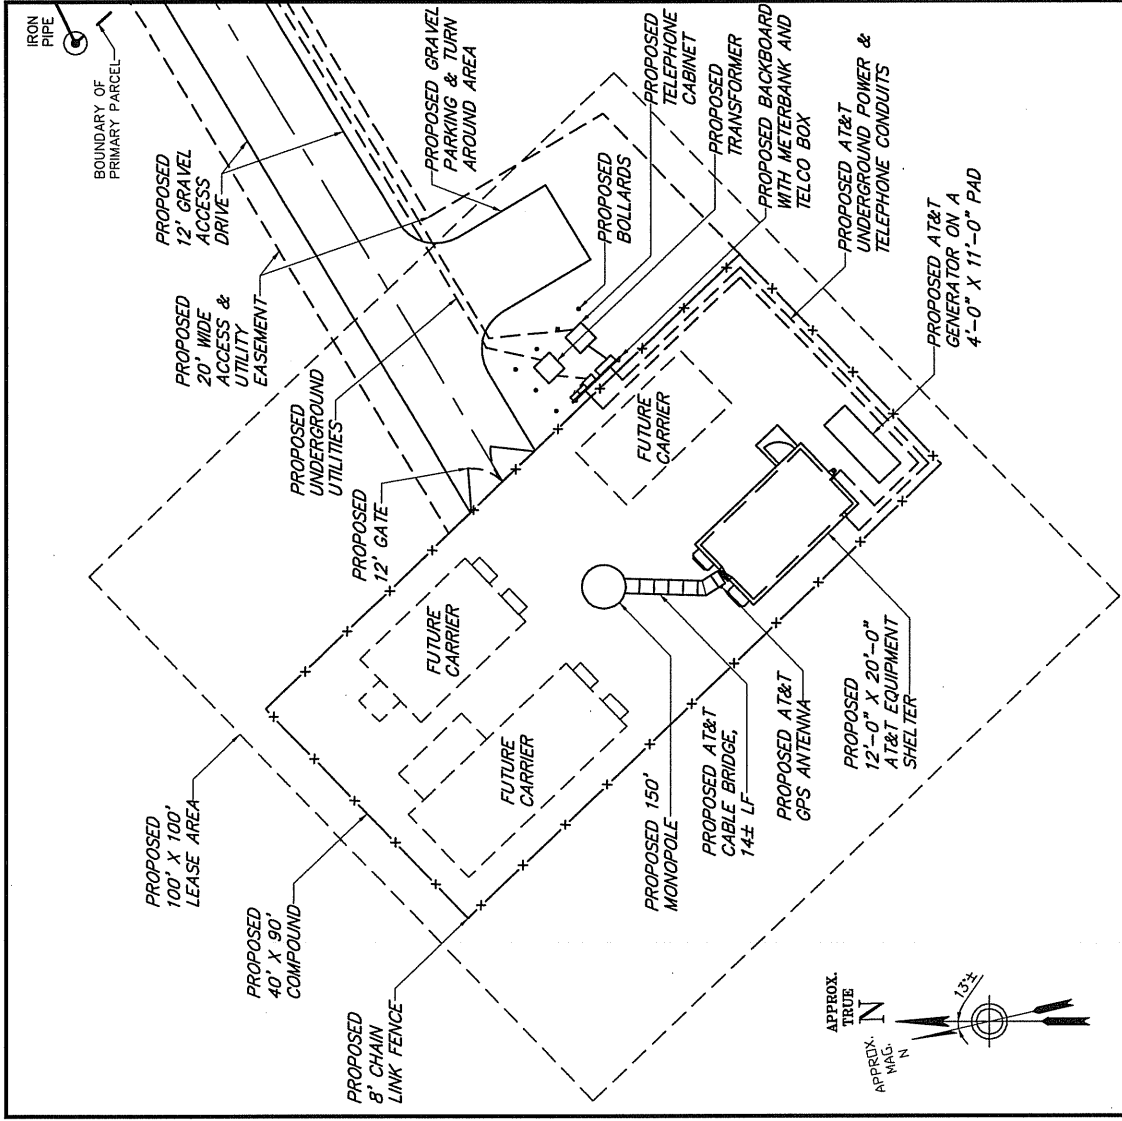 IRON
PIPE
BOUNDARY OF
PRIMARY PARCEL
PROPOSED
12' GRAVEL
ACCESS
DRIVE
PROPOSED
20' WIDE
ACCESS &
UTILITY
EASEMENT
PROPOSED
UNDERGROUND
UTILITIES
PROPOSED
12' GATE
PROPOSED GRAVEL
PARKING & TURN
AROUND AREA
PROPOSED
BOLLARDS
PROPOSED
TELEPHONE
CABINET
PROPOSED
TRANSFORMER
PROPOSED BACKBOARD
WITH METERBANK AND
TELCO BOX
PROPOSED AT&T
UNDERGROUND POWER &
TELEPHONE CONDUITS
PROPOSED AT&T
GENERATOR ON A
4'-0" X 11'-0" PAD
FUTURE
CARRIER
FUTURE
CARRIER
FUTURE
CARRIER
PROPOSED
100' X 100'
LEASE AREA
PROPOSED
40' X 90'
COMPOUND
PROPOSED
8' CHAIN
LINK FENCE
PROPOSED 150'
MONOPOLE
PROPOSED AT&T
CABLE BRIDGE,
14± LF
PROPOSED AT&T
GPS ANTENNA
PROPOSED
12'-0" X 20'-0"
AT&T EQUIPMENT
SHELTER
APPROX.
TRUE
N
APPROX.
MAG.
N
13°±